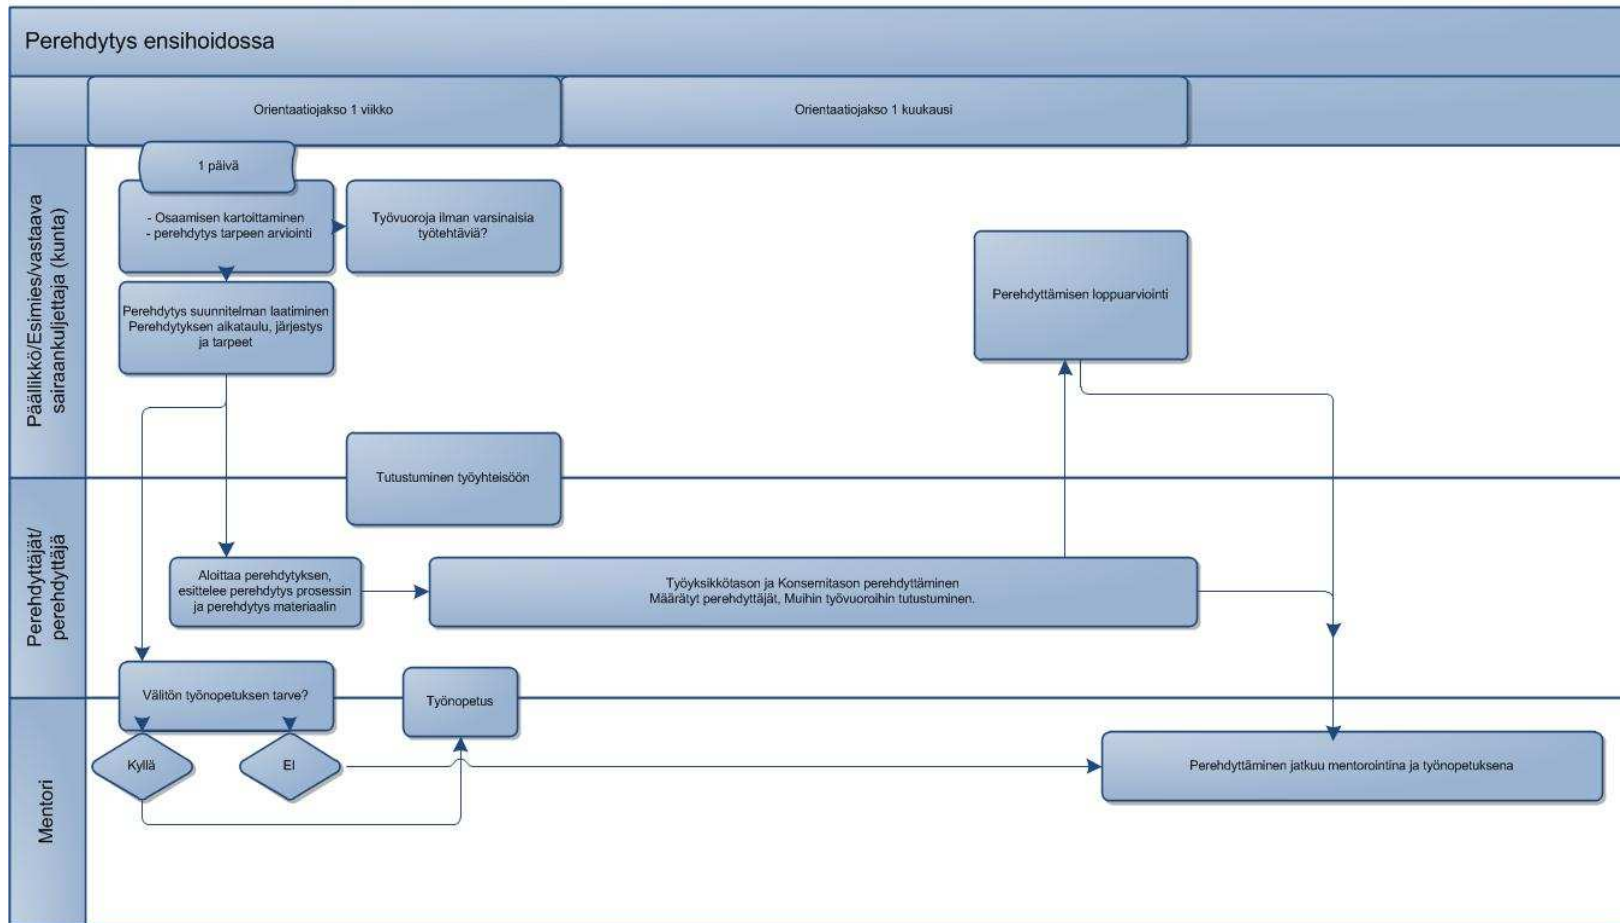 Perehdytys ensihoidossa
Orientaatiojakso 1 viikko
Orientaatiojakso 1 kuukausi
Päällikkö/Esimies/vastaava
sairaankuljettaja (kunta)
1 päivä
- Osaamisen kartoittaminen
- perehdytys tarpeen arviointi
Työvuoroja ilman varsinaisia
työtehtäviä?
Perehdytys suunnitelman laatiminen
Perehdytyksen aikataulu, järjestys
ja tarpeet
Perehdyttämisen loppuarviointi
Tutustuminen työyhteisöön
Perehdyttäjät/
perehdyttäjä
Aloittaa perehdytyksen,
esittelee perehdytys prosessin
ja perehdytys materiaalin
Työyksikkötason ja Konsernitason perehdyttäminen
Määrätyt perehdyttäjät, Muihin työvuoroihin tutustuminen.
Välitön työnopetuksen tarve?
Työnopetus
Mentori
Kyllä
EI
Perehdyttäminen jatkuu mentorointina ja työnopetuksena